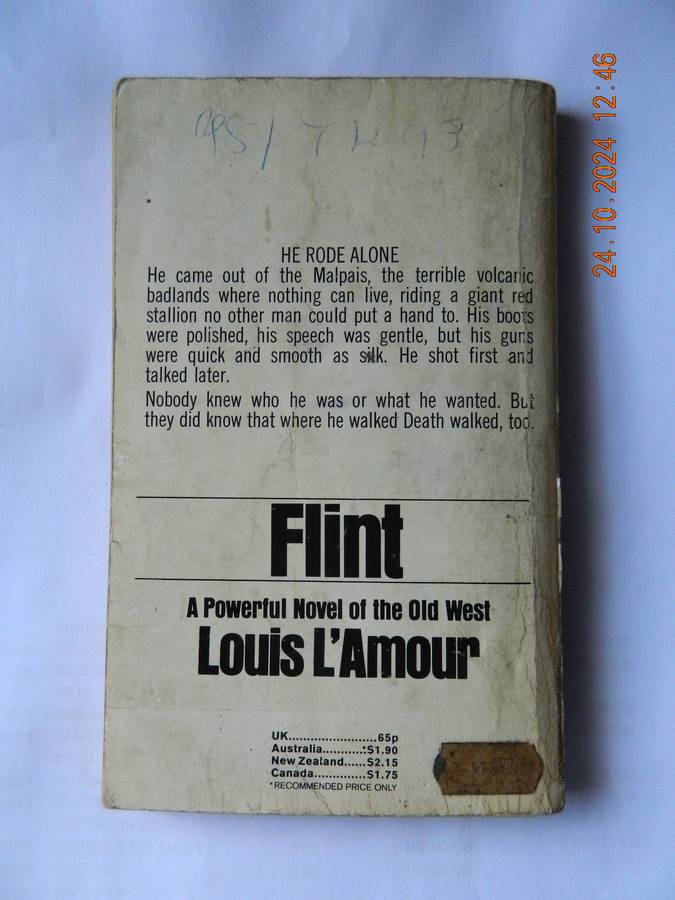 24.10.2024 12:46
HE RODE ALONE
He came out of the Malpais, the terrible volcanic
badlands where nothing can live, riding a giant red
stallion no other man could put a hand to. His boots
were polished, his speech was gentle, but his guns
were quick and smooth as silk. He shot first and
talked later.
Nobody knew who he was or what he wanted. But
they did know that where he walked Death walked, too.
Flint
A Powerful Novel of the Old West
Louis L'Amour
UK........................65p
Australia...........*$1.90
New Zealand......$2.15
Canada..............$1.75
*RECOMMENDED PRICE ONLY